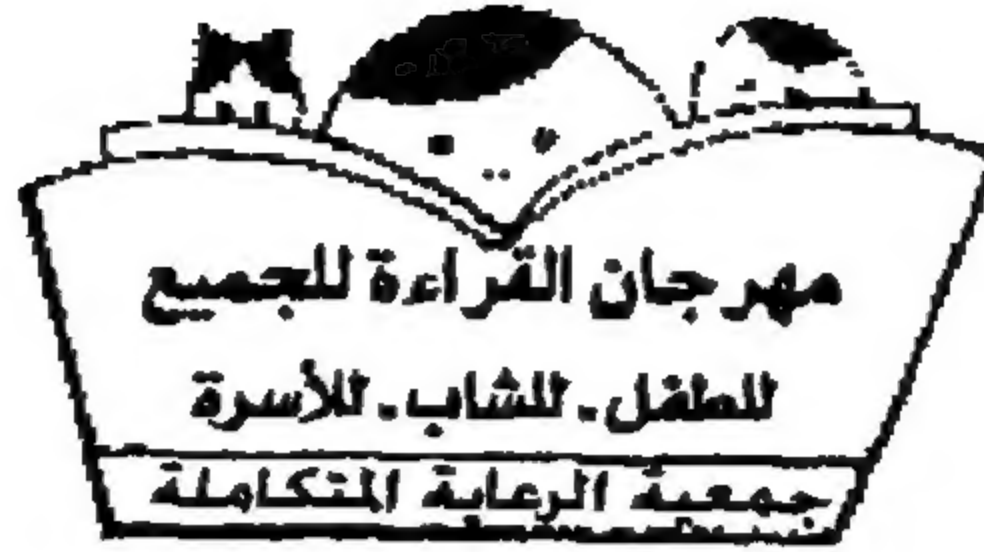 مهرجان القراءة للجميع
للطفل . للشاب . للأسرة
جمعية الرعاية المتكاملة